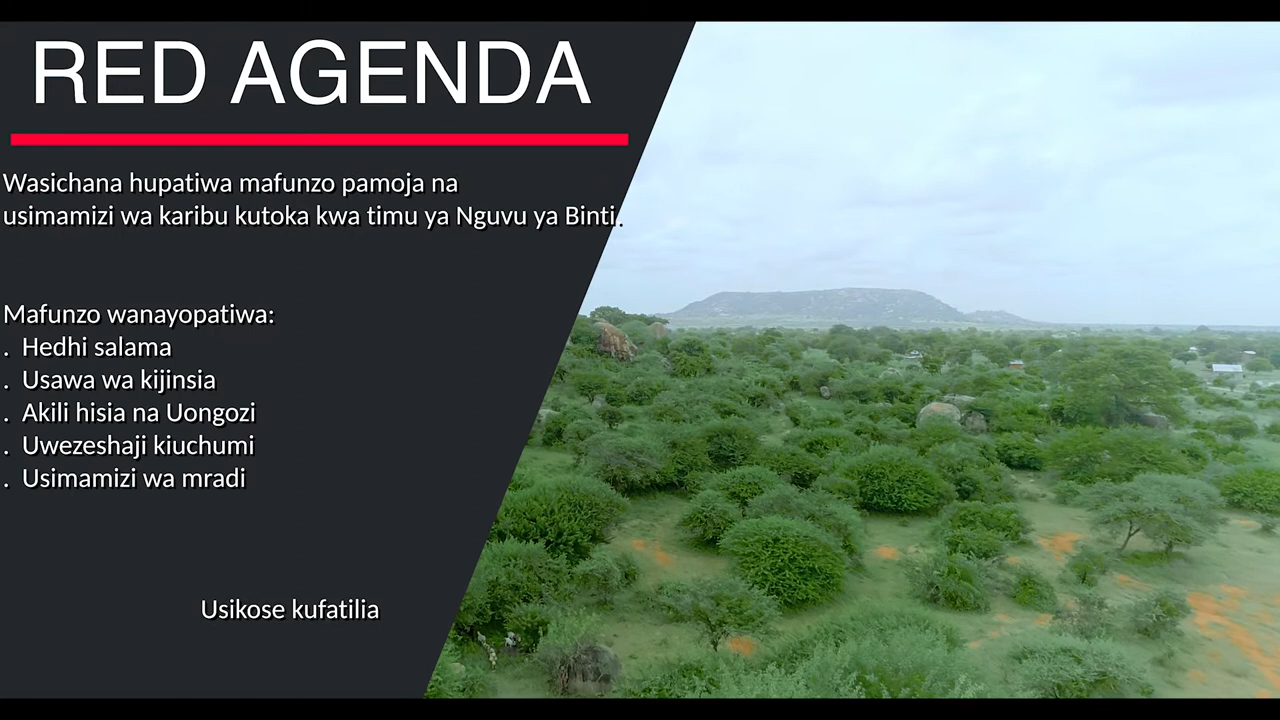 RED AGENDA
Wasichana hupatiwa mafunzo pamoja na
usimamizi wa karibu kutoka kwa timu ya Nguvu ya Binti.
Mafunzo wanayopatiwa:
. Hedhi salama
. Usawa wa kijinsia
. Akili hisia na Uongozi
. Uwezeshaji kiuchumi
. Usimamizi wa mradi
Usikose kufatilia